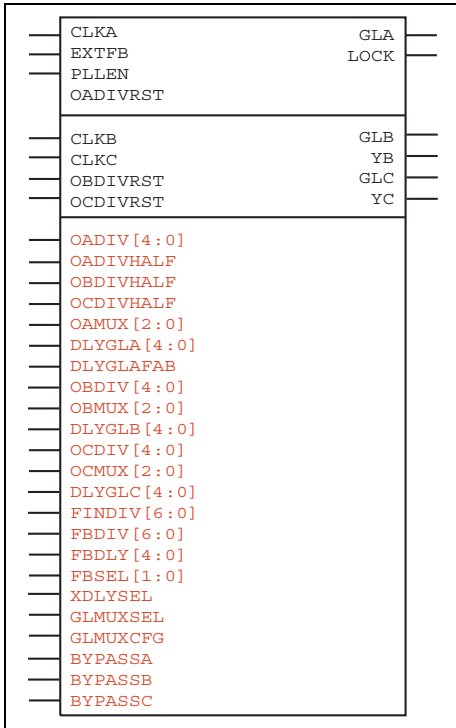 CLKA GLA
EXTFB LOCK
PLLEN
OADIVRST
CLKB GLB
CLKC YB
OBDIVRST GLC
OCDIVRST YC
OADIV[4:0]
OADIVHALF
OBDIVHALF
OCDIVHALF
OAMUX[2:0]
DLYGLA[4:0]
DLYGLAFAB
OBDIV[4:0]
OBMUX[2:0]
DLYGLB[4:0]
OCDIV[4:0]
OCMUX[2:0]
DLYGLC[4:0]
FINDIV[6:0]
FBDIV[6:0]
FBDLY[4:0]
FBSEL[1:0]
XDLYSEL
GLMUXSEL
GLMUXCFG
BYPASSA
BYPASSB
BYPASSC